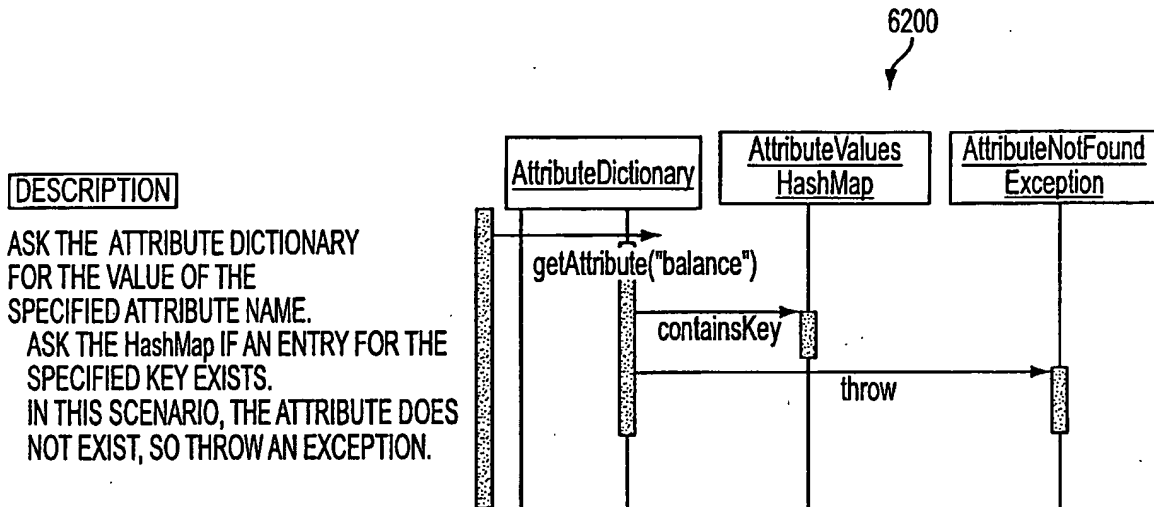 6200
AttributeDictionary
AttributeValues
HashMap
AttributeNotFound
Exception
DESCRIPTION
ASK THE ATTRIBUTE DICTIONARY
FOR THE VALUE OF THE
SPECIFIED ATTRIBUTE NAME.
ASK THE HashMap IF AN ENTRY FOR THE
SPECIFIED KEY EXISTS.
IN THIS SCENARIO, THE ATTRIBUTE DOES
NOT EXIST, SO THROW AN EXCEPTION.
getAttribute("balance")
containsKey
throw